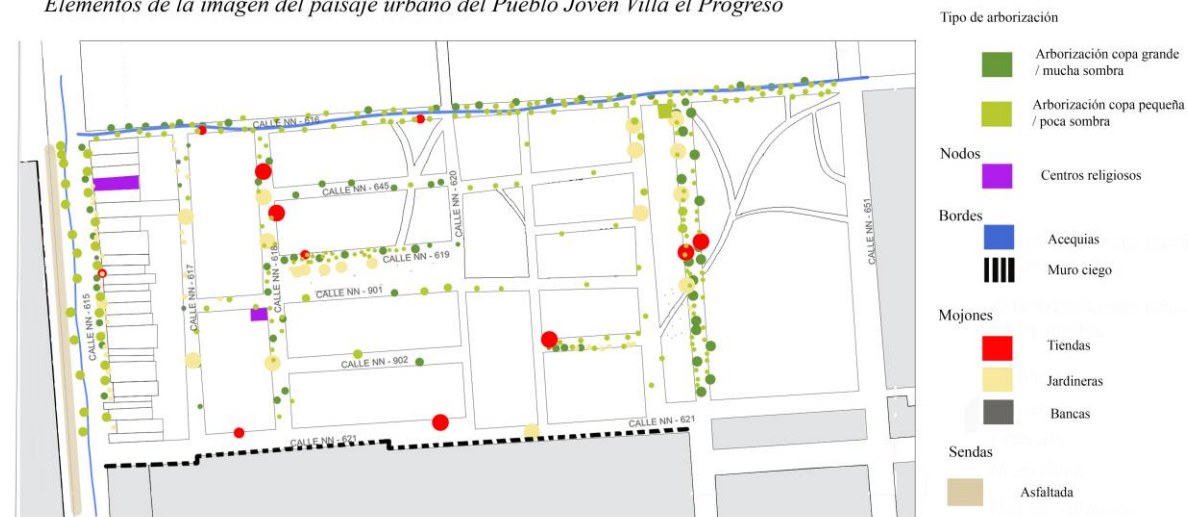 Elementos de la imagen del paisaje urbano del Pueblo Joven Villa el Progreso
CALLE NN - 616
CALLE NN - 645
CALLE NN - 620
CALLE NN - 651
CALLE NN - 619
CALLE NN - 618
CALLE NN - 617
CALLE NN - 615
CALLE NN - 901
CALLE NN - 902
CALLE NN - 621
CALLE NN - 621
Tipo de arborización
Arborización copa grande
/ mucha sombra
Arborización copa pequeña
/ poca sombra
Nodos
Centros religiosos
Bordes
Acequias
Muro ciego
Mojones
Tiendas
Jardineras
Bancas
Sendas
Asfaltada